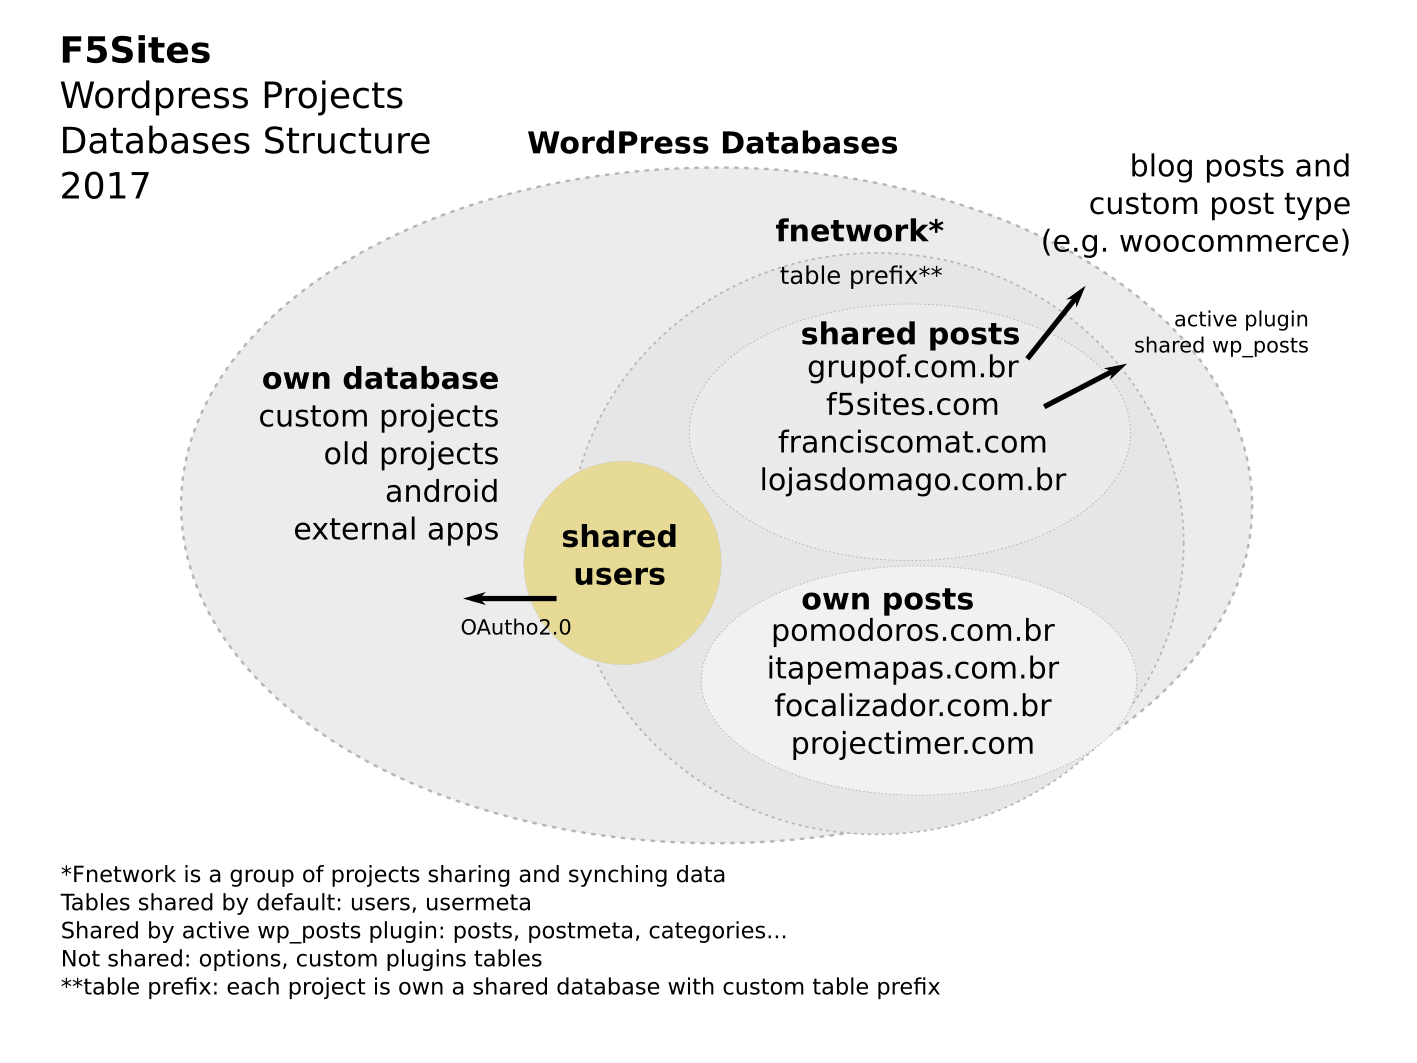 F5Sites
Wordpress Projects
Databases Structure
2017
WordPress Databases
blog posts and
custom post type
(e.g. woocommerce)
fnetwork*
table prefix**
active plugin
shared wp_posts
shared posts
grupof.com.br
f5sites.com
franciscomat.com
lojasdomago.com.br
own database
custom projects
old projects
android
external apps
shared
users
OAutho2.0
own posts
pomodoros.com.br
itapemapas.com.br
focalizador.com.br
projectimer.com
*Fnetwork is a group of projects sharing and synching data
Tables shared by default: users, usermeta
Shared by active wp_posts plugin: posts, postmeta, categories...
Not shared: options, custom plugins tables
**table prefix: each project is own a shared database with custom table prefix